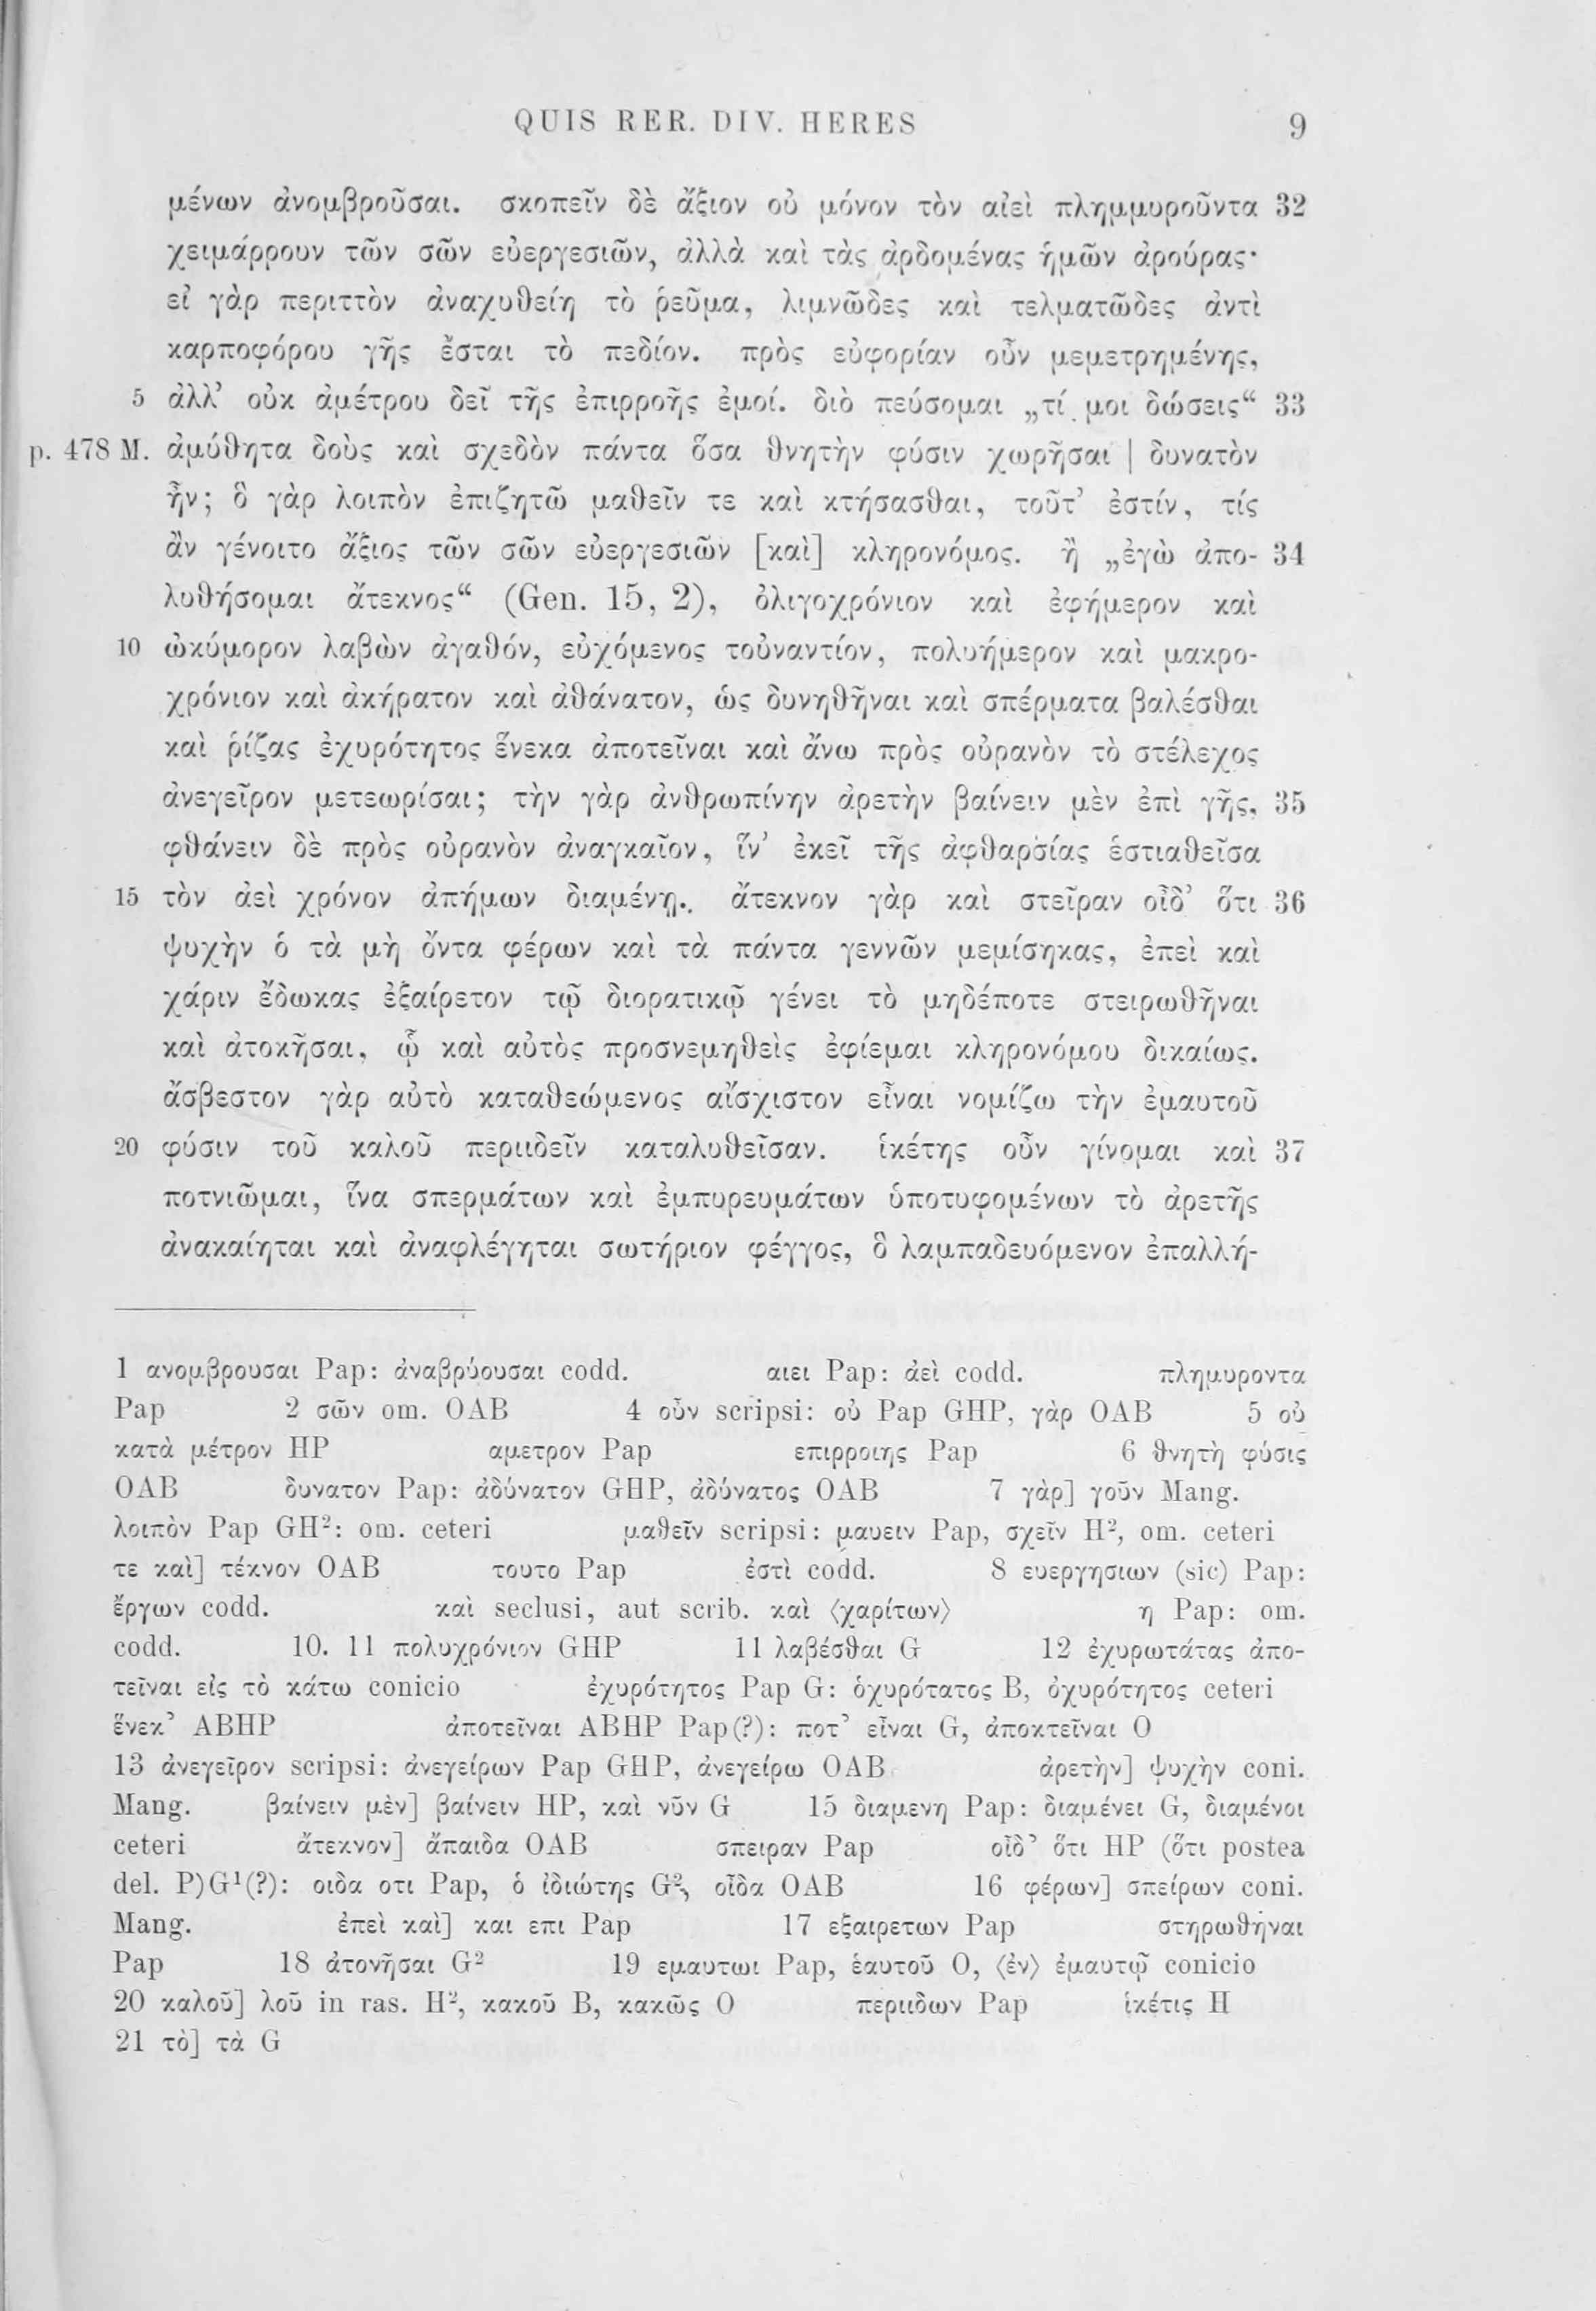 QUIS RER. DIV. HERES 9
μένων ἀνομβροῦσαι. σκοπεῖν δὲ ἄξιον οὐ μόνον τὸν αἰεὶ πλημμυροῦντα 32
χειμάρρουν τῶν σῶν εὐεργεσιῶν, ἀλλὰ καὶ τὰς ἀρδομένας ἡμῶν ἀρούρας·
εἰ γὰρ περιττὸν ἀναχυθείη τὸ ῥεῦμα, λιμνῶδες καὶ τελματῶδες ἀντὶ
καρποφόρου γῆς ἔσται τὸ πεδίον. πρὸς εὐφορίαν οὖν μεμετρημένης,
5 ἀλλ’ οὐκ ἀμέτρου δεῖ τῆς ἐπιρροῆς ἐμοί. διὸ πεύσομαι „τί μοι δώσεις“ 33
p. 478 M. ἀμύθητα δοὺς καὶ σχεδὸν πάντα ὅσα θνητὴν φύσιν χωρῆσαι | δυνατὸν
ἦν; ὃ γὰρ λοιπὸν ἐπιζητῶ μαθεῖν τε καὶ κτήσασθαι, τοῦτ’ ἐστίν, τίς
ἂν γένοιτο ἄξιος τῶν σῶν εὐεργεσιῶν [καὶ] κληρονόμος. ἢ „ἐγὼ ἀπο- 34
λυθήσομαι ἄτεκνος“ (Gen. 15, 2), ὀλιγοχρόνιον καὶ ἐφήμερον καὶ
10 ὠκύμορον λαβὼν ἀγαθόν, εὐχόμενος τοὐναντίον, πολυήμερον καὶ μακρο-
χρόνιον καὶ ἀκήρατον καὶ ἀθάνατον, ὡς δυνηθῆναι καὶ σπέρματα βαλέσθαι
καὶ ῥίζας ἐχυρότητος ἕνεκα ἀποτεῖναι καὶ ἄνω πρὸς οὐρανὸν τὸ στέλεχος
ἀνεγεῖρον μετεωρίσαι; τὴν γὰρ ἀνθρωπίνην ἀρετὴν βαίνειν μὲν ἐπὶ γῆς, 35
φθάνειν δὲ πρὸς οὐρανὸν ἀναγκαῖον, ἵν’ ἐκεῖ τῆς ἀφθαρσίας ἑστιαθεῖσα
15 τὸν ἀεὶ χρόνον ἀπήμων διαμένῃ. ἄτεκνον γὰρ καὶ στεῖραν οἶδ’ ὅτι 36
ψυχὴν ὁ τὰ μὴ ὄντα φέρων καὶ τὰ πάντα γεννῶν μεμίσηκας, ἐπεὶ καὶ
χάριν ἔδωκας ἐξαίρετον τῷ διορατικῷ γένει τὸ μηδέποτε στειρωθῆναι
καὶ ἀτοκῆσαι, ᾧ καὶ αὐτὸς προσνεμηθεὶς ἐφίεμαι κληρονόμου δικαίως.
ἄσβεστον γὰρ αὐτὸ καταθεώμενος αἴσχιστον εἶναι νομίζω τὴν ἐμαυτοῦ
20 φύσιν τοῦ καλοῦ περιιδεῖν καταλυθεῖσαν. ἱκέτης οὖν γίνομαι καὶ 37
ποτνιῶμαι, ἵνα σπερμάτων καὶ ἐμπυρευμάτων ὑποτυφομένων τὸ ἀρετῆς
ἀνακαίηται καὶ ἀναφλέγηται σωτήριον φέγγος, ὃ λαμπαδευόμενον ἐπαλλή-
1 ανομβρουσαι Pap: ἀναβρύουσαι codd. αιει Pap: ἀεὶ codd. πλημυροντα
Pap 2 σῶν om. OAB 4 οὖν scripsi: οὐ Pap GHP, γὰρ OAB 5 οὐ
κατὰ μέτρον HP αμετρον Pap επιρροιης Pap 6 θνητὴ φύσις
OAB δυνατον Pap: ἀδύνατον GHP, ἀδύνατος OAB 7 γὰρ] γοῦν Mang.
λοιπὸν Pap GH²: om. ceteri μαθεῖν scripsi: μαυειν Pap, σχεῖν H², om. ceteri
τε καὶ] τέκνον OAB τουτο Pap ἐστὶ codd. 8 ευεργησιων (sic) Pap:
ἔργων codd. καὶ seclusi, aut scrib. καὶ ⟨χαρίτων⟩ η Pap: om.
codd. 10. 11 πολυχρόνιον GHP 11 λαβέσθαι G 12 ἐχυρωτάτας ἀπο-
τεῖναι εἰς τὸ κάτω conicio ἐχυρότητος Pap G: ὀχυρότατος B, ὀχυρότητος ceteri
ἕνεκ’ ABHP ἀποτεῖναι ABHP Pap(?): ποτ’ εἶναι G, ἀποκτεῖναι O
13 ἀνεγεῖρον scripsi: ἀνεγείρων Pap GHP, ἀνεγείρω OAB ἀρετὴν] ψυχὴν coni.
Mang. βαίνειν μὲν] βαίνειν HP, καὶ νῦν G 15 διαμενη Pap: διαμένει G, διαμένοι
ceteri ἄτεκνον] ἄπαιδα OAB σπειραν Pap οἶδ’ ὅτι HP (ὅτι postea
del. P)G¹(?): οιδα οτι Pap, ὁ ἰδιώτης G², οἶδα OAB 16 φέρων] σπείρων coni.
Mang. ἐπεὶ καὶ] και επι Pap 17 εξαιρετων Pap στηρωθῆναι
Pap 18 ἀτονῆσαι G² 19 εμαυτωι Pap, ἑαυτοῦ O, ⟨ἐν⟩ ἐμαυτῷ conicio
20 καλοῦ] λοῦ in ras. H², κακοῦ B, κακῶς O περιιδων Pap ἱκέτις H
21 τὸ] τὰ G